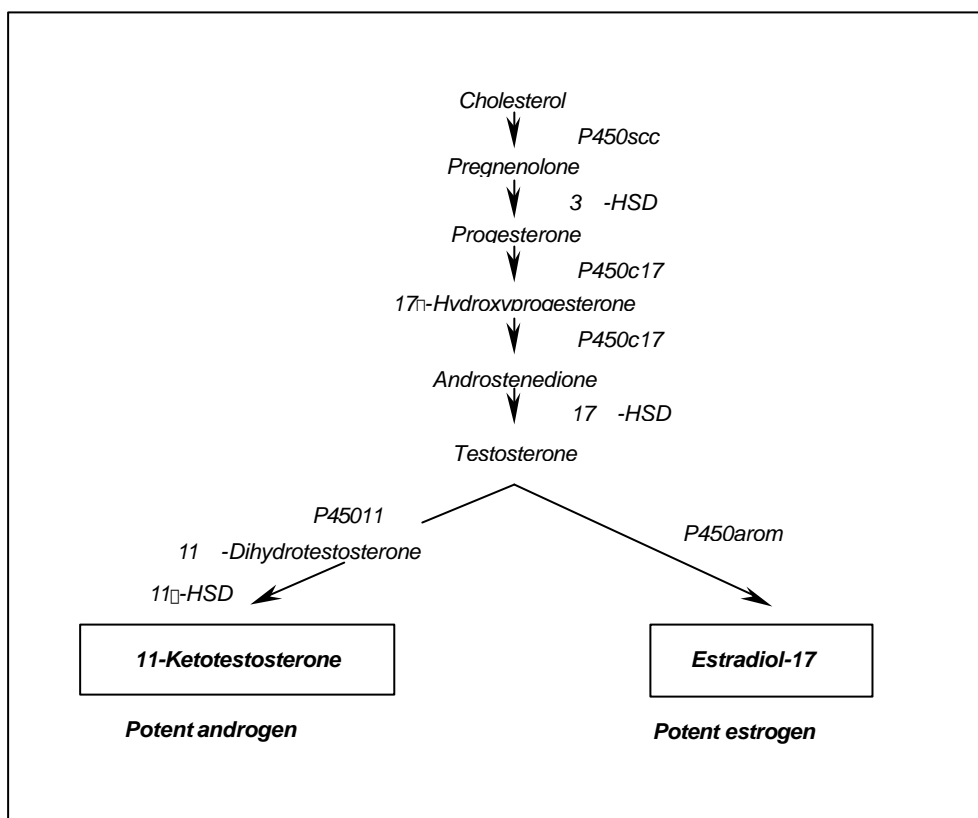 Cholesterol
P450scc
Pregnenolone
3 -HSD
Progesterone
P450c17
17▯-Hydroxyprogesterone
P450c17
Androstenedione
17 -HSD
Testosterone
P45011
P450arom
11 -Dihydrotestosterone
11▯-HSD
11-Ketotestosterone
Estradiol-17
Potent androgen
Potent estrogen